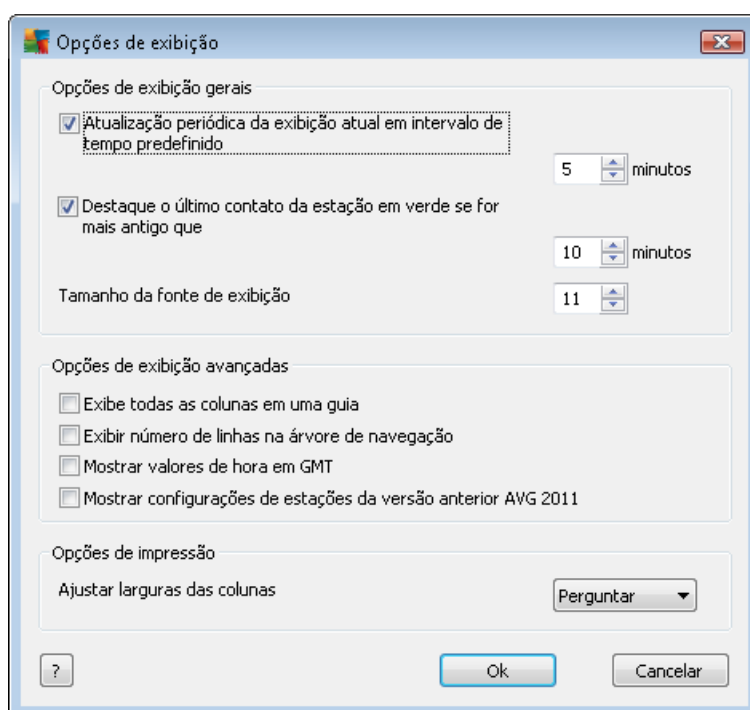 Opções de exibição
Opções de exibição gerais
Atualização periódica da exibição atual em intervalo de
tempo predefinido
5 minutos
Destaque o último contato da estação em verde se for
mais antigo que
10 minutos
Tamanho da fonte de exibição 11
Opções de exibição avançadas
Exibe todas as colunas em uma guia
Exibir número de linhas na árvore de navegação
Mostrar valores de hora em GMT
Mostrar configurações de estações da versão anterior AVG 2011
Opções de impressão
Ajustar larguras das colunas Perguntar
? Ok Cancelar